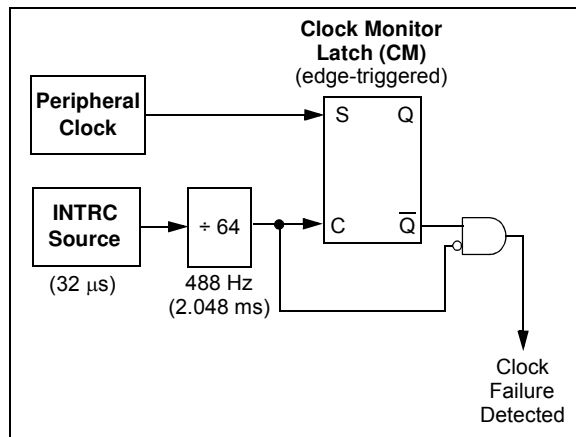 Clock Monitor
Latch (CM)
(edge-triggered)
Peripheral
Clock
S
Q
INTRC
Source
÷ 64
C
Q̅
(32 μs)
488 Hz
(2.048 ms)
Clock
Failure
Detected